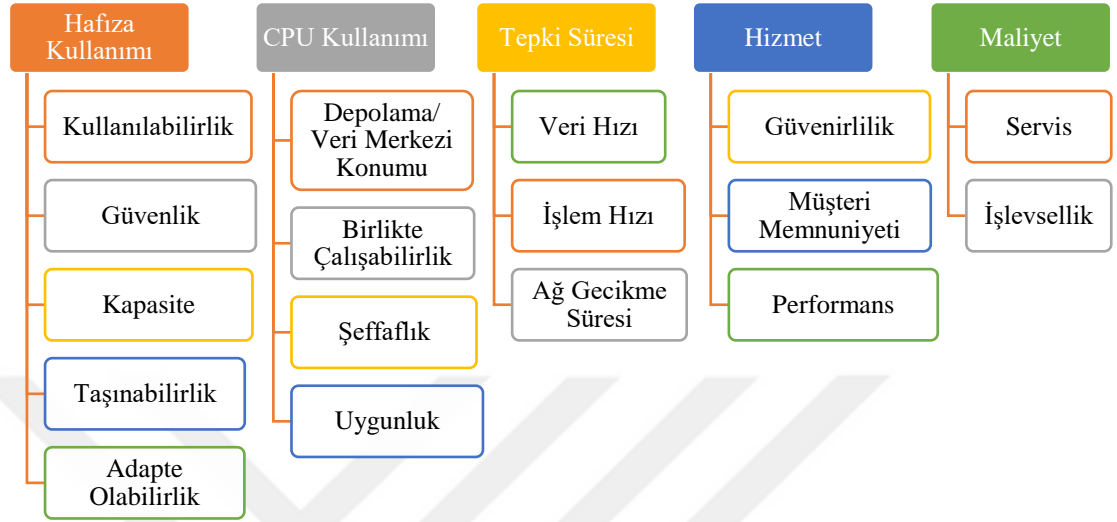 Hafıza
Kullanımı
Kullanılabilirlik
Güvenlik
Kapasite
Taşınabilirlik
Adapte
Olabilirlik
CPU Kullanımı
Depolama/
Veri Merkezi
Konumu
Birlikte
Çalışabilirlik
Şeffaflık
Uygunluk
Tepki Süresi
Veri Hızı
İşlem Hızı
Ağ Gecikme
Süresi
Hizmet
Güvenirlilik
Müşteri
Memnuniyeti
Performans
Maliyet
Servis
İşlevsellik